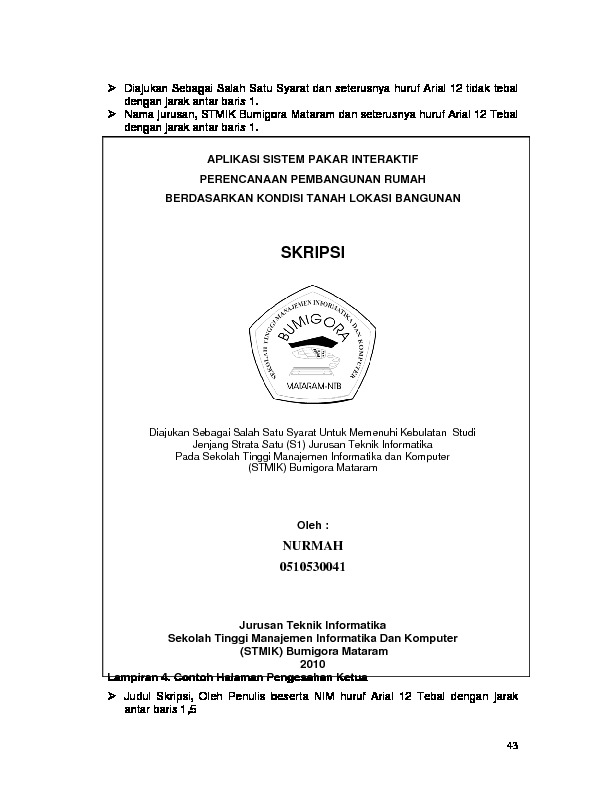 ➢ Diajukan Sebagai Salah Satu Syarat dan seterusnya huruf Arial 12 tidak tebal
dengan jarak antar baris 1.
➢ Nama jurusan, STMIK Bumigora Mataram dan seterusnya huruf Arial 12 Tebal
dengan jarak antar baris 1.
APLIKASI SISTEM PAKAR INTERAKTIF
PERENCANAAN PEMBANGUNAN RUMAH
BERDASARKAN KONDISI TANAH LOKASI BANGUNAN
SKRIPSI
SEKOLAH TINGGI MANAJEMEN INFORMATIKA DAN KOMPUTER
BUMIGORA
MATARAM-NTB
Diajukan Sebagai Salah Satu Syarat Untuk Memenuhi Kebulatan Studi
Jenjang Strata Satu (S1) Jurusan Teknik Informatika
Pada Sekolah Tinggi Manajemen Informatika dan Komputer
(STMIK) Bumigora Mataram
Oleh :
NURMAH
0510530041
Jurusan Teknik Informatika
Sekolah Tinggi Manajemen Informatika Dan Komputer
(STMIK) Bumigora Mataram
2010
Lampiran 4. Contoh Halaman Pengesahan Ketua
➢ Judul Skripsi, Oleh Penulis beserta NIM huruf Arial 12 Tebal dengan jarak
antar baris 1,5
43